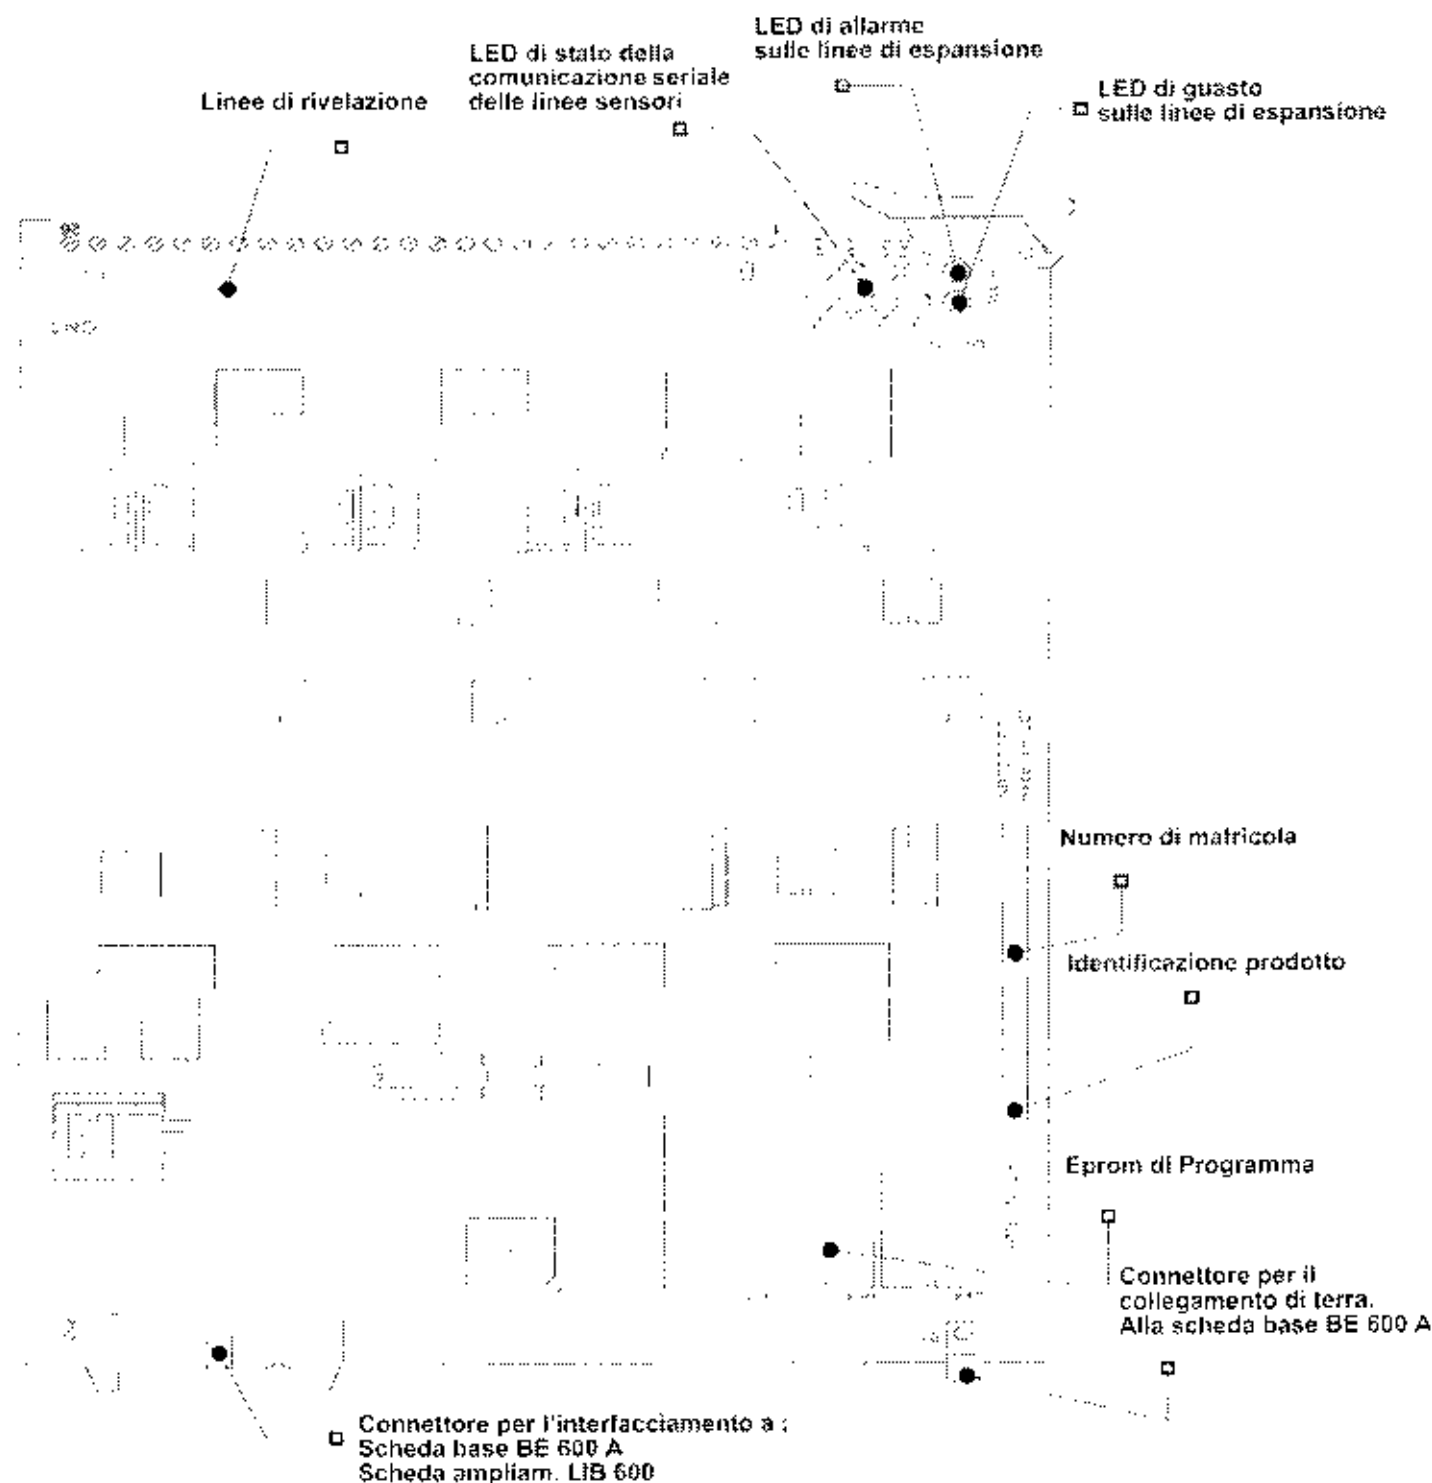 LED di allarme
sulle linee di espansione
LED di stato della
comunicazione seriale
delle linee sensori
LED di guasto
sulle linee di espansione
Linee di rivelazione
Numero di matricola
Identificazione prodotto
Eprom di Programma
Connettore per il
collegamento di terra.
Alla scheda base BE 600 A
Connettore per l'interfacciamento a :
Scheda base BE 600 A
Scheda ampliam. LIB 600